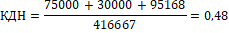 КДН = (75000 + 30000 + 95168) / 416667 = 0,48